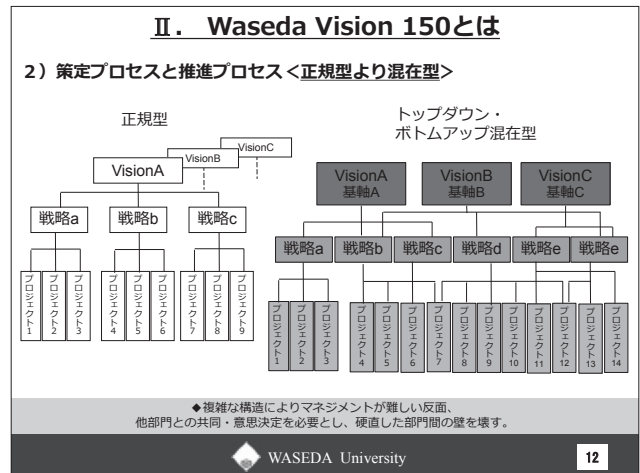 Ⅱ． Waseda Vision 150とは
2）策定プロセスと推進プロセス＜正規型より混在型＞
正規型
VisionC
VisionB
VisionA
戦略a
戦略b
戦略c
プロジェクト1
プロジェクト2
プロジェクト3
プロジェクト4
プロジェクト5
プロジェクト6
プロジェクト7
プロジェクト8
プロジェクト9
トップダウン・
ボトムアップ混在型
VisionA
基軸A
VisionB
基軸B
VisionC
基軸C
戦略a
戦略b
戦略c
戦略d
戦略e
戦略e
プロジェクト1
プロジェクト2
プロジェクト3
プロジェクト4
プロジェクト5
プロジェクト6
プロジェクト7
プロジェクト8
プロジェクト9
プロジェクト10
プロジェクト11
プロジェクト12
プロジェクト13
プロジェクト14
◆複雑な構造によりマネジメントが難しい反面、
他部門との共同・意思決定を必要とし、硬直した部門間の壁を壊す。
WASEDA University
12